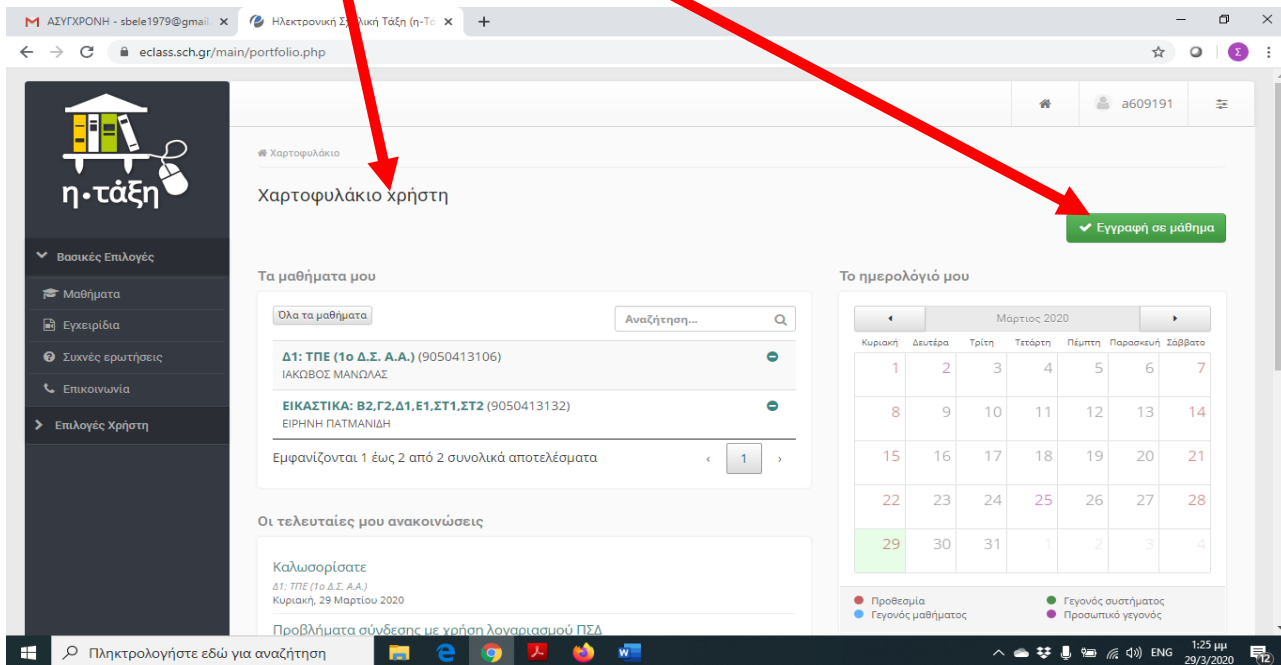 ΑΣΥΓΧΡΟΝΗ - sbele1979@gmail
Ηλεκτρονική Σχολική Τάξη (η-Τά
eclass.sch.gr/main/portfolio.php
Σ
η·τάξη
a609191
Χαρτοφυλάκιο
Χαρτοφυλάκιο χρήστη
Εγγραφή σε μάθημα
Βασικές Επιλογές
Μαθήματα
Εγχειρίδια
Συχνές ερωτήσεις
Επικοινωνία
Επιλογές Χρήστη
Τα μαθήματα μου
Όλα τα μαθήματα
Αναζήτηση...
Δ1: ΤΠΕ (1ο Δ.Σ. Α.Α.) (9050413106)
ΙΑΚΩΒΟΣ ΜΑΝΩΛΑΣ
ΕΙΚΑΣΤΙΚΑ: Β2,Γ2,Δ1,Ε1,ΣΤ1,ΣΤ2 (9050413132)
ΕΙΡΗΝΗ ΠΑΤΜΑΝΙΔΗ
Εμφανίζονται 1 έως 2 από 2 συνολικά αποτελέσματα
‹ 1 ›
Οι τελευταίες μου ανακοινώσεις
Καλωσορίσατε
Δ1: ΤΠΕ (1ο Δ.Σ. Α.Α.)
Κυριακή, 29 Μαρτίου 2020
Προβλήματα σύνδεσης με χρήση λογαριασμού ΠΣΔ
Το ημερολόγιό μου
Μάρτιος 2020
Κυριακή Δευτέρα Τρίτη Τετάρτη Πέμπτη Παρασκευή Σάββατο
1 2 3 4 5 6 7
8 9 10 11 12 13 14
15 16 17 18 19 20 21
22 23 24 25 26 27 28
29 30 31 1 2 3 4
Προθεσμία
Γεγονός συστήματος
Γεγονός μαθήματος
Προσωπικό γεγονός
Πληκτρολογήστε εδώ για αναζήτηση
ENG
1:25 μμ
29/3/2020
12